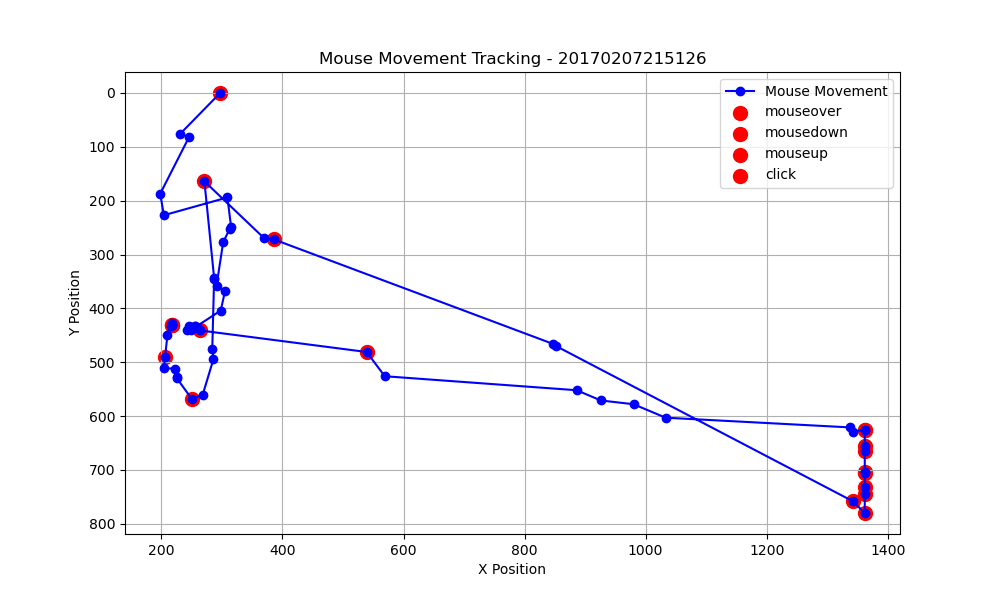 Mouse Movement Tracking - 20170207215126
Mouse Movement
mouseover
mousedown
mouseup
click
Y Position
0
100
200
300
400
500
600
700
800
200 400 600 800 1000 1200 1400
X Position